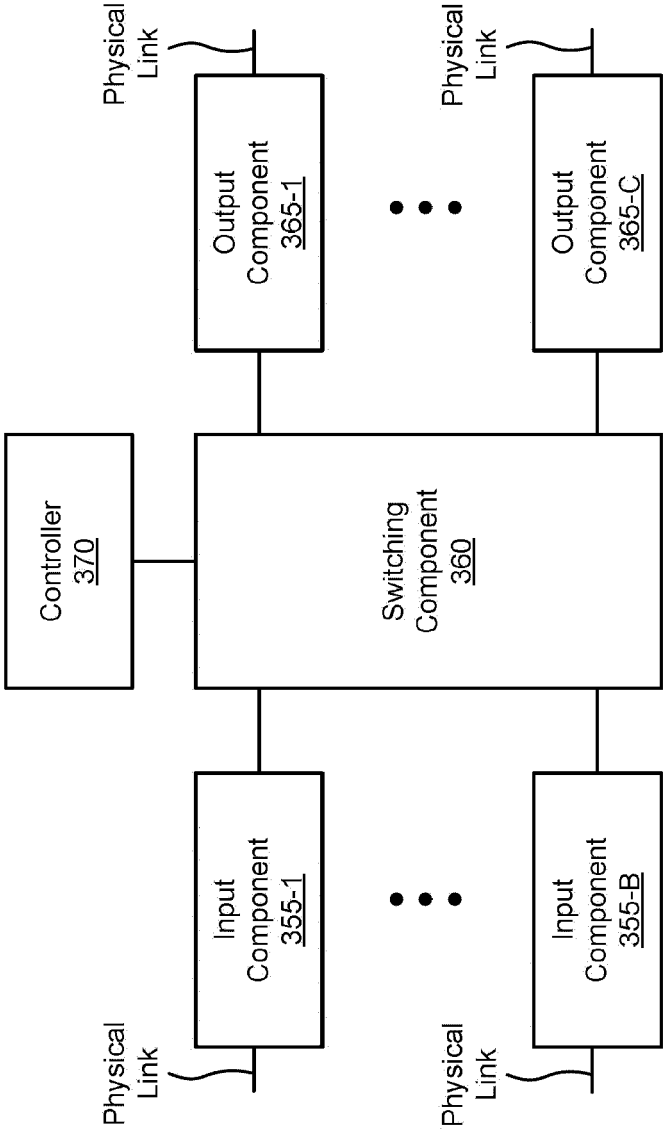 Controller
370
Physical
Link
Input
Component
355-1
Switching
Component
360
Output
Component
365-1
Physical
Link
Physical
Link
Input
Component
355-B
Output
Component
365-C
Physical
Link